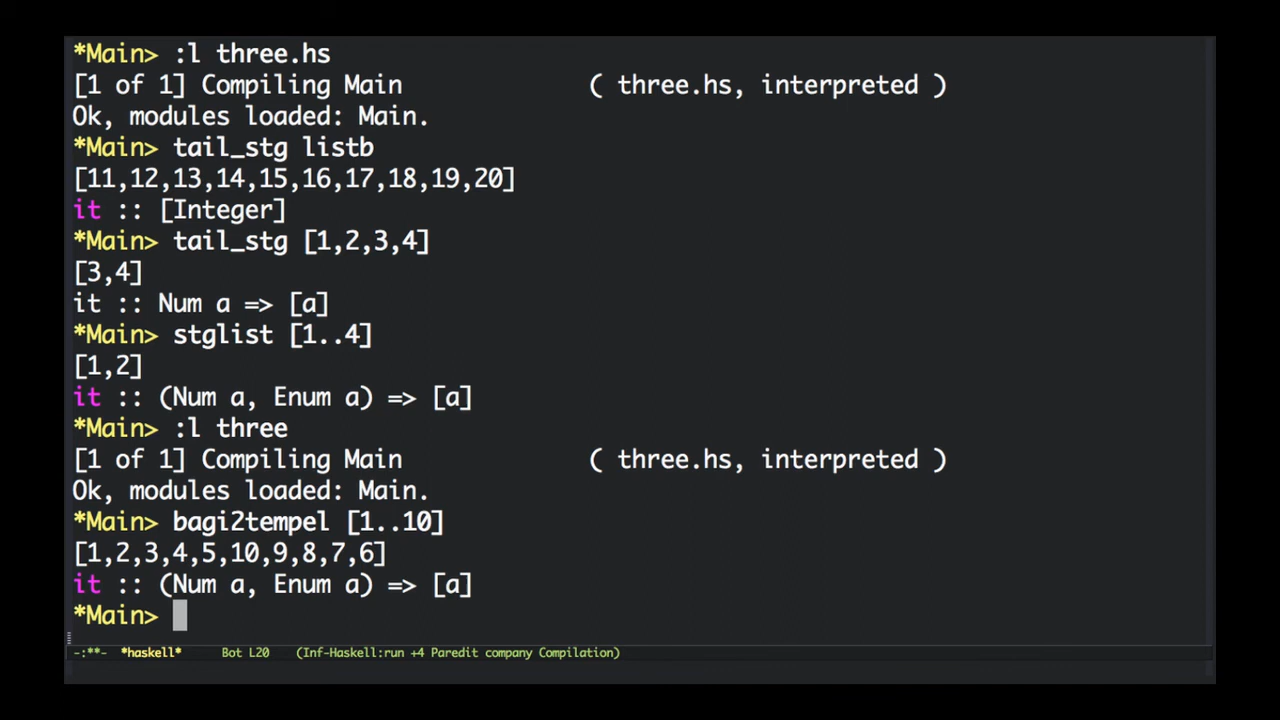 *Main> :l three.hs
[1 of 1] Compiling Main             ( three.hs, interpreted )
Ok, modules loaded: Main.
*Main> tail_stg listb
[11,12,13,14,15,16,17,18,19,20]
it :: [Integer]
*Main> tail_stg [1,2,3,4]
[3,4]
it :: Num a => [a]
*Main> stglist [1..4]
[1,2]
it :: (Num a, Enum a) => [a]
*Main> :l three
[1 of 1] Compiling Main             ( three.hs, interpreted )
Ok, modules loaded: Main.
*Main> bagi2tempel [1..10]
[1,2,3,4,5,10,9,8,7,6]
it :: (Num a, Enum a) => [a]
*Main>
-:**-  *haskell*      Bot L20    (Inf-Haskell:run +4 Paredit company Compilation)